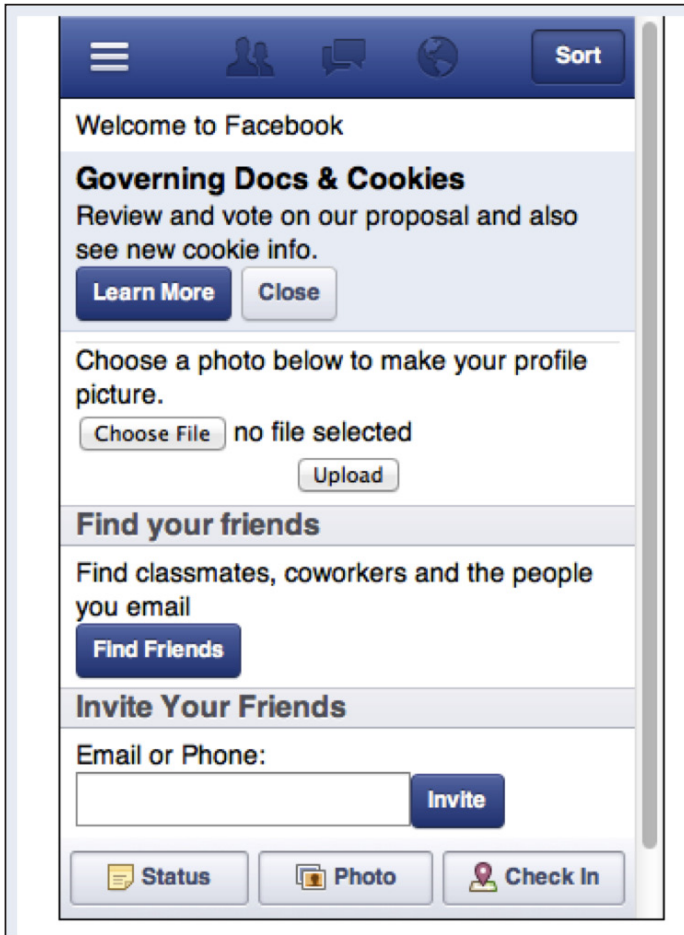 Sort
Welcome to Facebook
Governing Docs & Cookies
Review and vote on our proposal and also
see new cookie info.
Learn More Close
Choose a photo below to make your profile
picture.
Choose File no file selected
Upload
Find your friends
Find classmates, coworkers and the people
you email
Find Friends
Invite Your Friends
Email or Phone:
Invite
Status Photo Check In